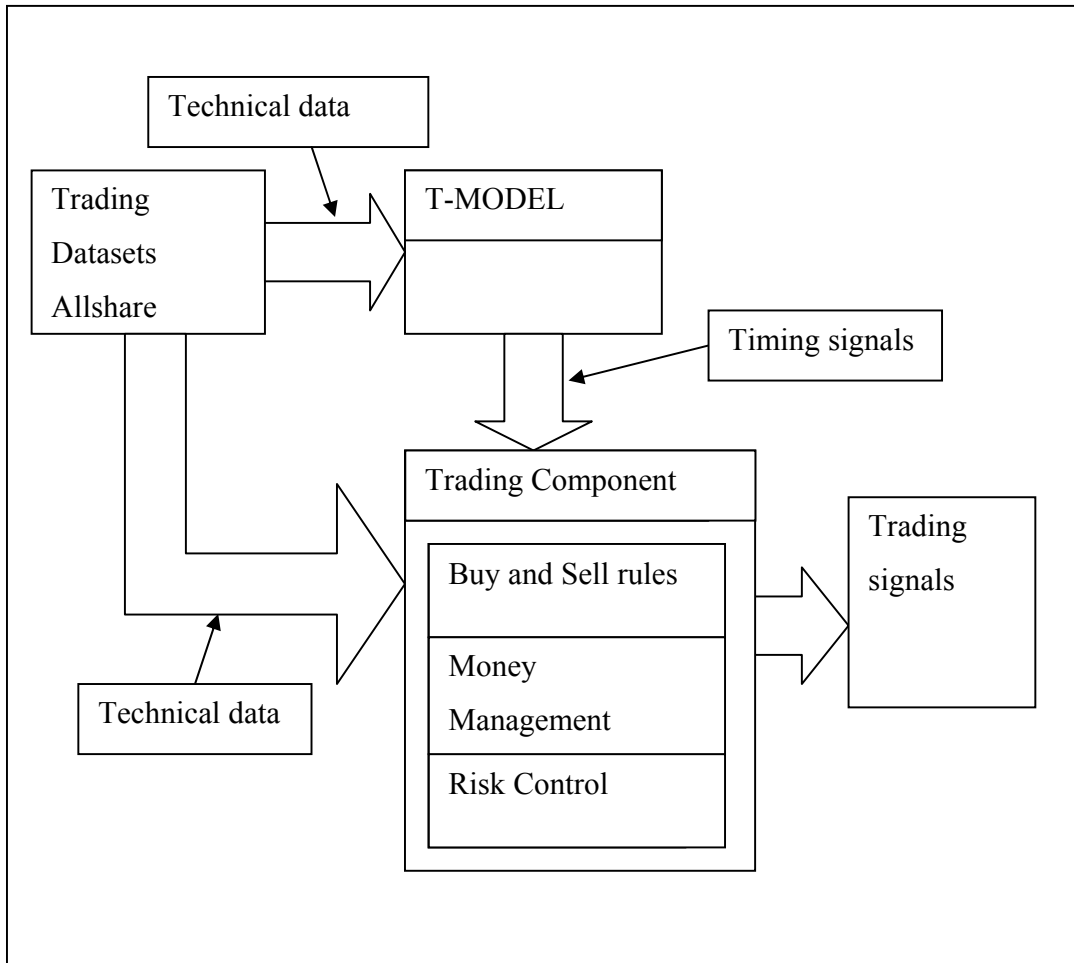 Technical data
Trading
Datasets
Allshare
T-MODEL
Timing signals
Trading Component
Buy and Sell rules
Money
Management
Risk Control
Trading
signals
Technical data